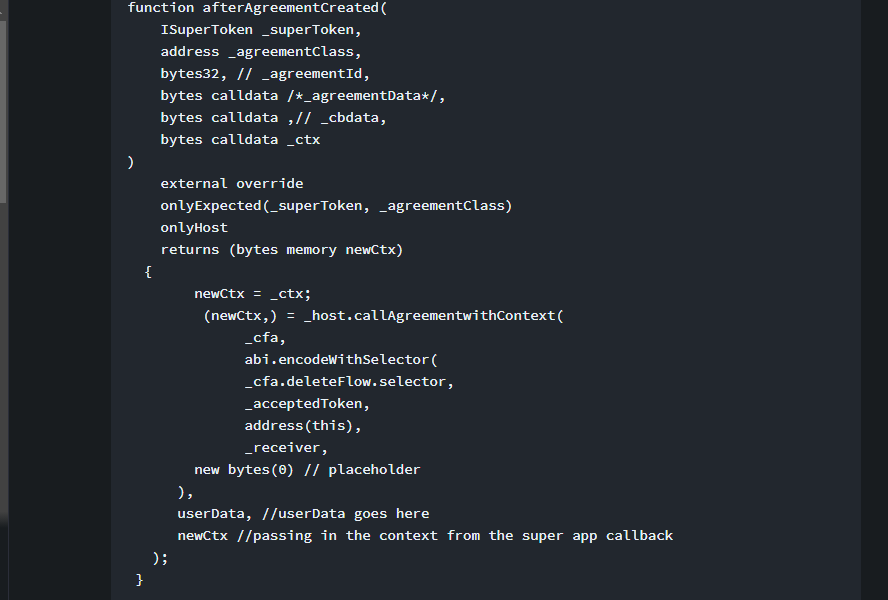 function afterAgreementCreated(
ISuperToken _superToken,
address _agreementClass,
bytes32, // _agreementId,
bytes calldata /*_agreementData*/,
bytes calldata ,// _cbdata,
bytes calldata _ctx
)
external override
onlyExpected(_superToken, _agreementClass)
onlyHost
returns (bytes memory newCtx)
{
newCtx = _ctx;
(newCtx,) = _host.callAgreementwithContext(
_cfa,
abi.encodeWithSelector(
_cfa.deleteFlow.selector,
_acceptedToken,
address(this),
_receiver,
new bytes(0) // placeholder
),
userData, //userData goes here
newCtx //passing in the context from the super app callback
);
}